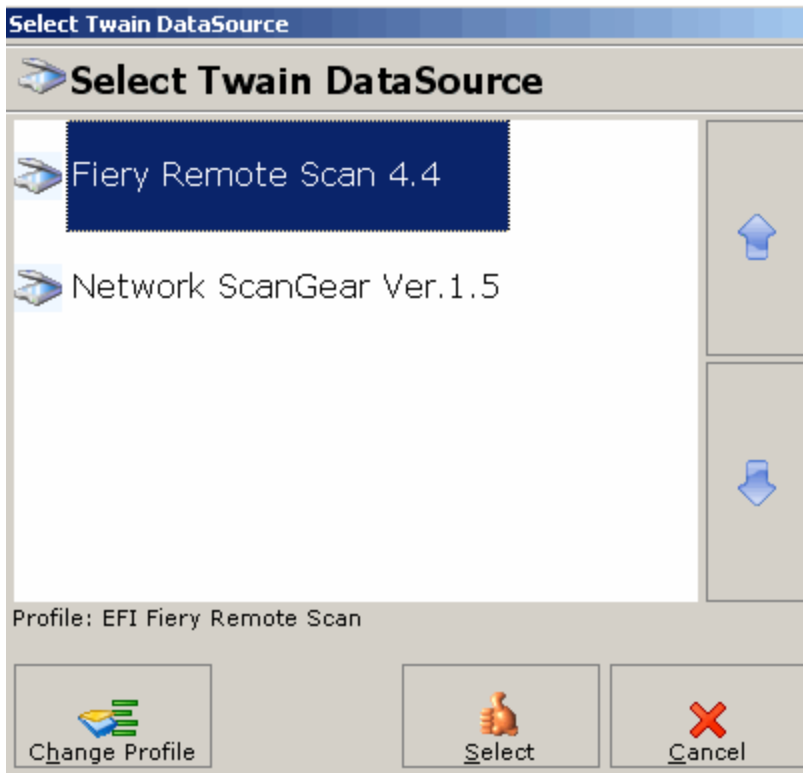 Select Twain DataSource
Select Twain DataSource
Fiery Remote Scan 4.4
Network ScanGear Ver.1.5
Profile: EFI Fiery Remote Scan
Change Profile
Select
Cancel